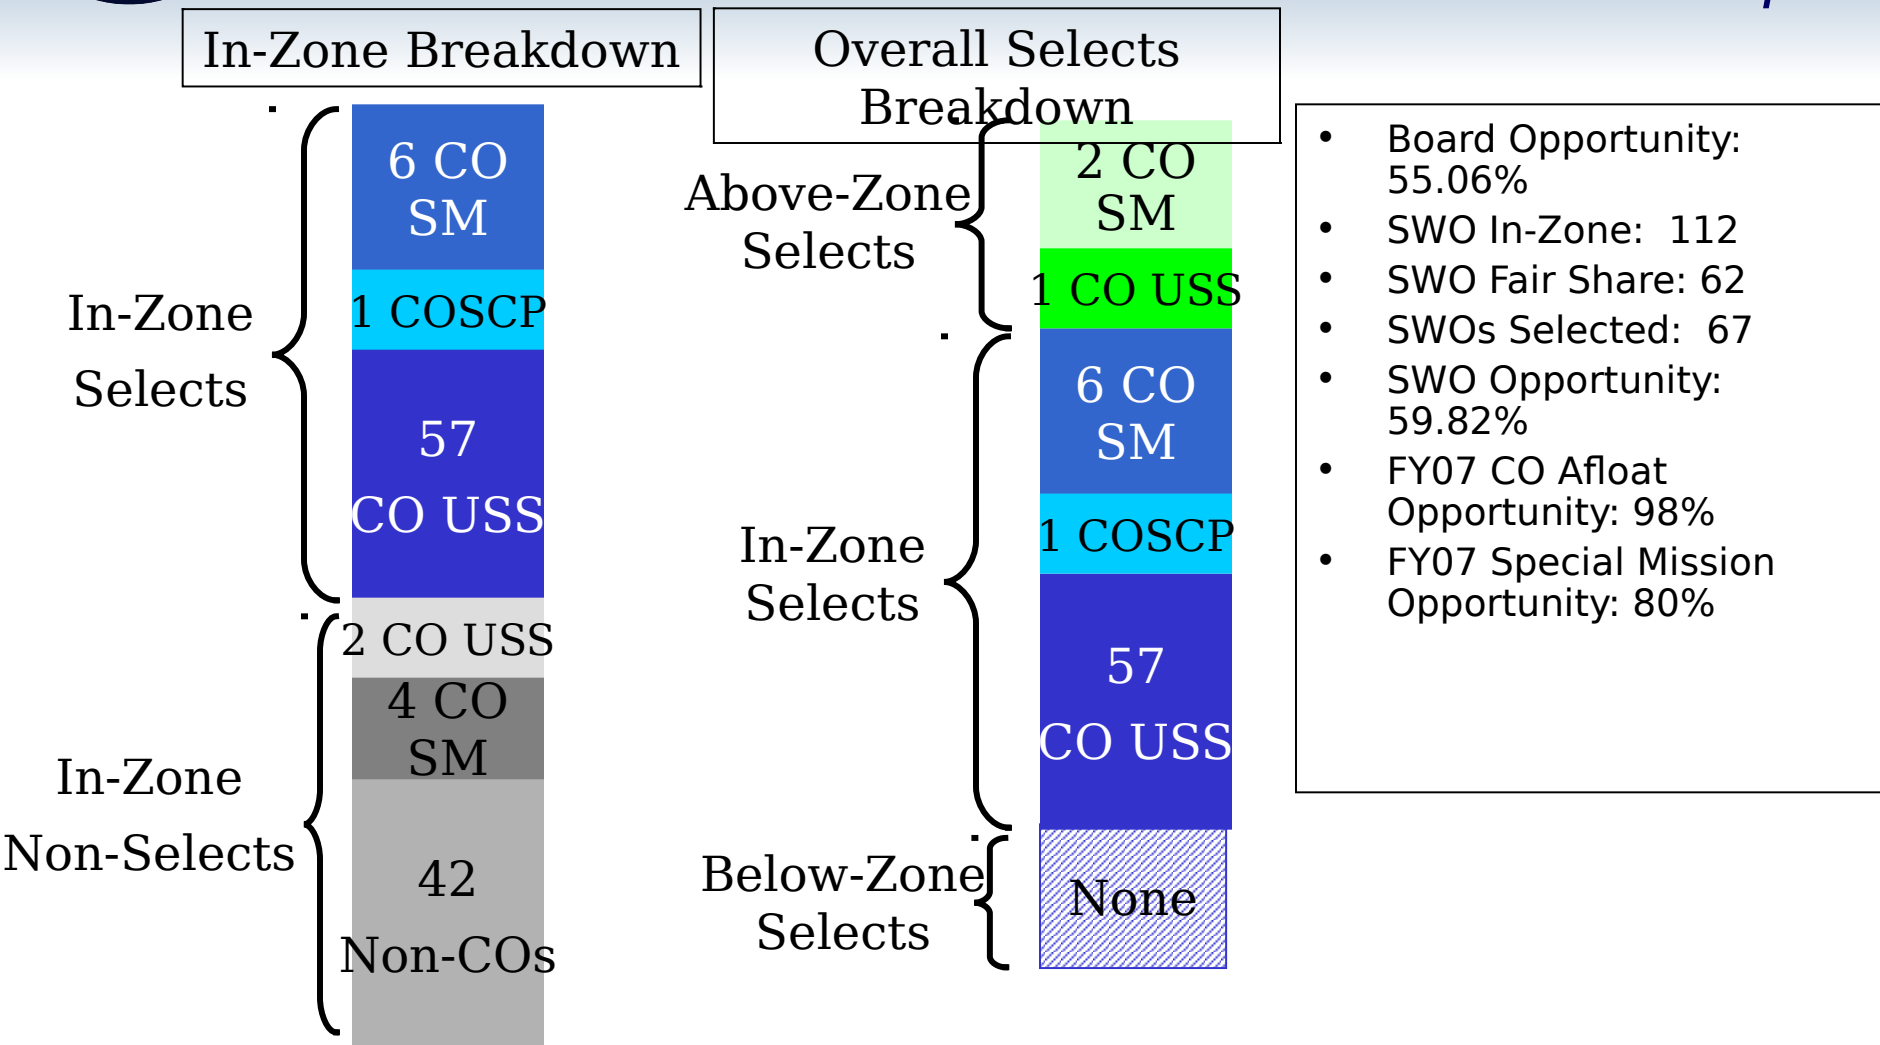 In-Zone Breakdown
Overall Selects
Breakdown
In-Zone
Selects
6 CO
SM
1 COSCP
57
CO USS
In-Zone
Non-Selects
2 CO USS
4 CO
SM
42
Non-COs
Above-Zone
Selects
2 CO
SM
1 CO USS
In-Zone
Selects
6 CO
SM
1 COSCP
57
CO USS
Below-Zone
Selects
None
• Board Opportunity:
55.06%
• SWO In-Zone:  112
• SWO Fair Share: 62
• SWOs Selected:  67
• SWO Opportunity:
59.82%
• FY07 CO Afloat
Opportunity: 98%
• FY07 Special Mission
Opportunity: 80%